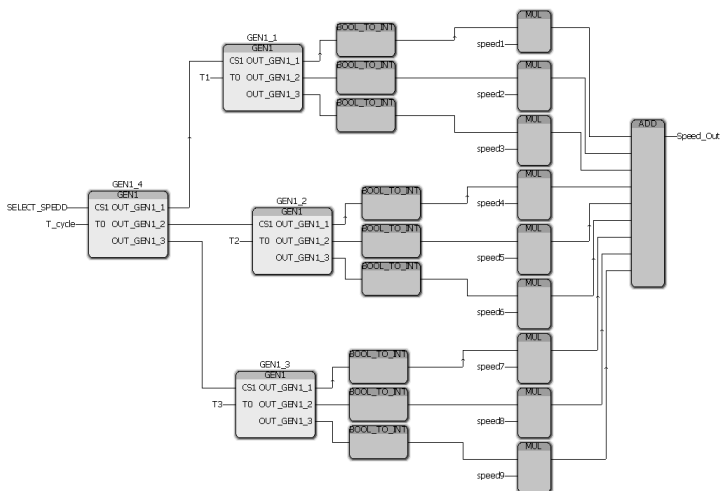 GEN1_1
GEN1
CS1 OUT_GEN1_1
T1 T0 OUT_GEN1_2
OUT_GEN1_3
BOOL_TO_INT
BOOL_TO_INT
BOOL_TO_INT
MUL
speed1
MUL
speed2
MUL
speed3
ADD
Speed_Out
GEN1_4
GEN1
SELECT_SPEDD CS1 OUT_GEN1_1
T_cycle T0 OUT_GEN1_2
OUT_GEN1_3
GEN1_2
GEN1
CS1 OUT_GEN1_1
T2 T0 OUT_GEN1_2
OUT_GEN1_3
BOOL_TO_INT
BOOL_TO_INT
BOOL_TO_INT
MUL
speed4
MUL
speed5
MUL
speed6
GEN1_3
GEN1
CS1 OUT_GEN1_1
T3 T0 OUT_GEN1_2
OUT_GEN1_3
BOOL_TO_INT
BOOL_TO_INT
BOOL_TO_INT
MUL
speed7
MUL
speed8
MUL
speed9